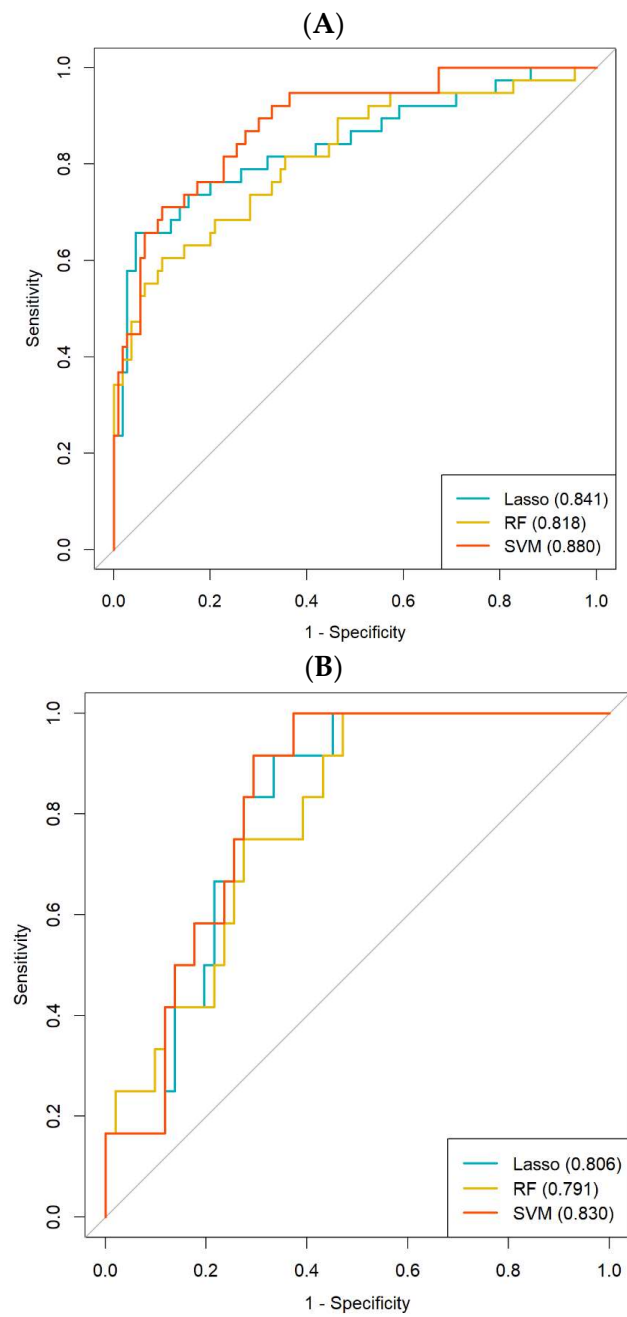 (A)
1.0
0.8
0.6
0.4
0.2
0.0
Sensitivity
Lasso (0.841)
RF (0.818)
SVM (0.880)
0.0 0.2 0.4 0.6 0.8 1.0
1 - Specificity
(B)
1.0
0.8
0.6
0.4
0.2
0.0
Sensitivity
Lasso (0.806)
RF (0.791)
SVM (0.830)
0.0 0.2 0.4 0.6 0.8 1.0
1 - Specificity